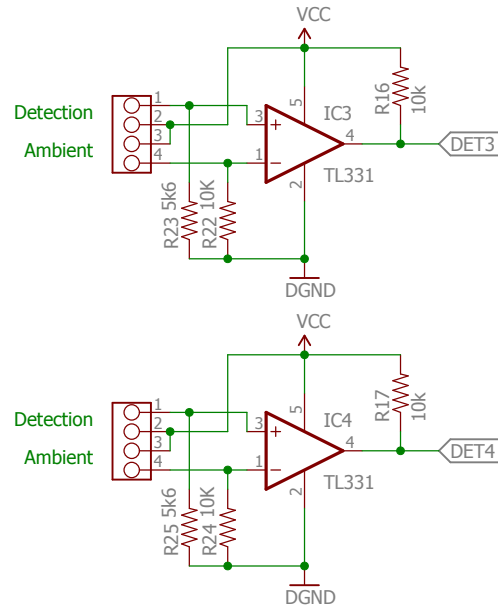 VCC
Detection
Ambient
1
2
3
4
3
1
+
−
5
2
4
IC3
TL331
R16
10k
DET3
R23 5k6
R22 10K
DGND
VCC
Detection
Ambient
1
2
3
4
3
1
+
−
5
2
4
IC4
TL331
R17
10k
DET4
R25 5k6
R24 10K
DGND